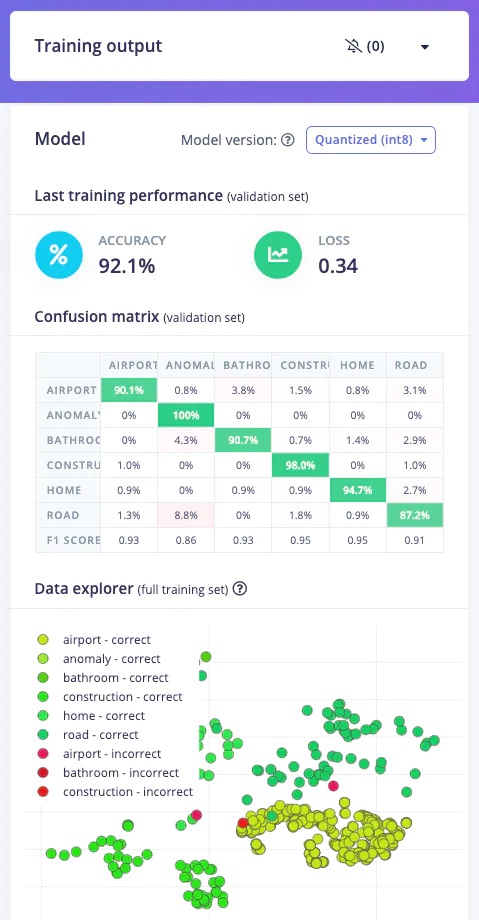 Training output (0)
Model Model version: Quantized (int8)
Last training performance (validation set)
% ACCURACY LOSS
92.1% 0.34
Confusion matrix (validation set)
AIRPORT ANOMAL BATHRO CONSTRU HOME ROAD
AIRPORT 90.1% 0.8% 3.8% 1.5% 0.8% 3.1%
ANOMALY 0% 100% 0% 0% 0% 0%
BATHROO 0% 4.3% 90.7% 0.7% 1.4% 2.9%
CONSTRU 1.0% 0% 0% 98.0% 0% 1.0%
HOME 0.9% 0% 0.9% 0.9% 94.7% 2.7%
ROAD 1.3% 8.8% 0% 1.8% 0.9% 87.2%
F1 SCORE 0.93 0.86 0.93 0.95 0.95 0.91
Data explorer (full training set) ?
airport - correct
anomaly - correct
bathroom - correct
construction - correct
home - correct
road - correct
airport - incorrect
bathroom - incorrect
construction - incorrect